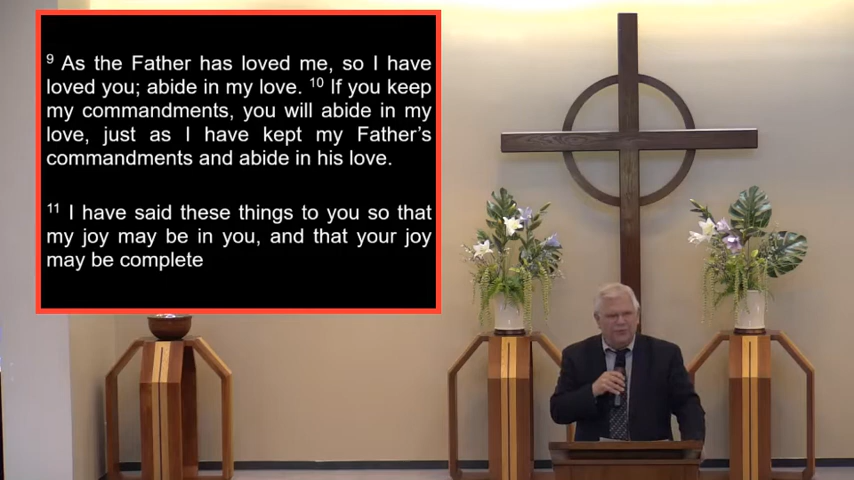 9 As the Father has loved me, so I have
loved you; abide in my love. 10 If you keep
my commandments, you will abide in my
love, just as I have kept my Father's
commandments and abide in his love.
11 I have said these things to you so that
my joy may be in you, and that your joy
may be complete